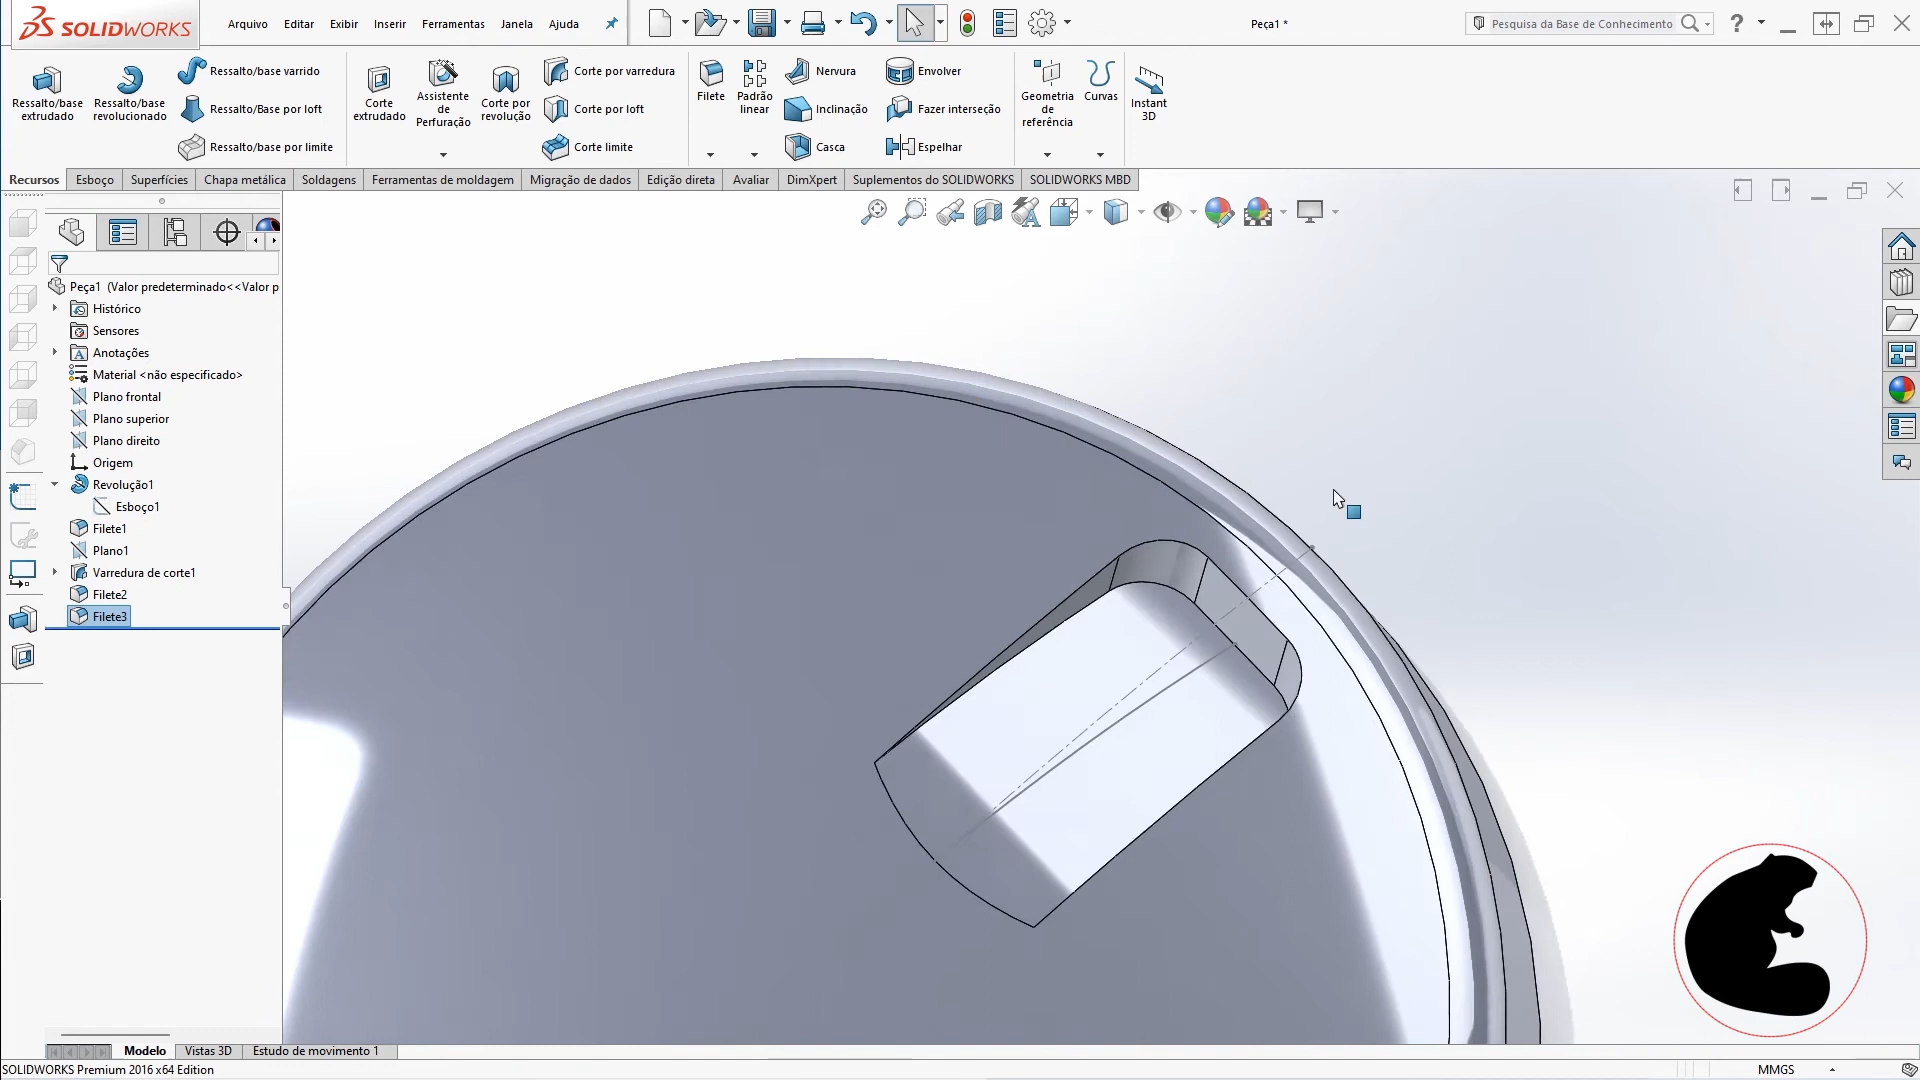 SOLIDWORKS
Arquivo Editar Exibir Inserir Ferramentas Janela Ajuda
Peça1 *
Pesquisa da Base de Conhecimento
Ressalto/base extrudado
Ressalto/base revolucionado
Ressalto/base varrido
Ressalto/Base por loft
Ressalto/base por limite
Corte extrudado
Assistente de Perfuração
Corte por revolução
Corte por varredura
Corte por loft
Corte limite
Filete
Padrão linear
Nervura
Inclinação
Casca
Envolver
Fazer interseção
Espelhar
Geometria de referência
Curvas
Instant 3D
Recursos Esboço Superfícies Chapa metálica Soldagens Ferramentas de moldagem Migração de dados Edição direta Avaliar DimXpert Suplementos do SOLIDWORKS SOLIDWORKS MBD
Peça1 (Valor predeterminado<<Valor p
Histórico
Sensores
Anotações
Material <não especificado>
Plano frontal
Plano superior
Plano direito
Origem
Revolução1
Esboço1
Filete1
Plano1
Varredura de corte1
Filete2
Filete3
Modelo Vistas 3D Estudo de movimento 1
SOLIDWORKS Premium 2016 x64 Edition
MMGS